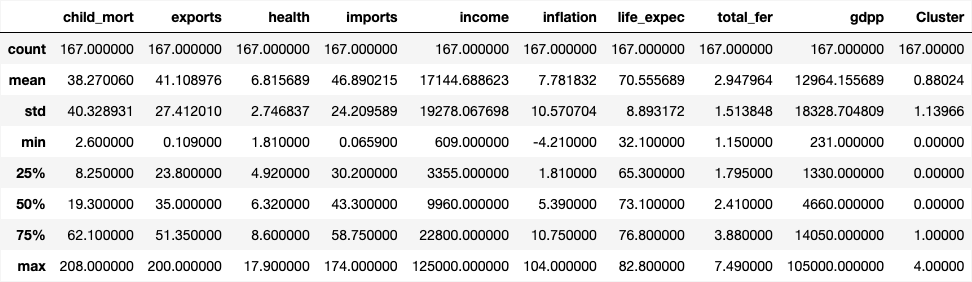 child_mort exports health imports income inflation life_expec total_fer gdpp Cluster
count 167.000000 167.000000 167.000000 167.000000 167.000000 167.000000 167.000000 167.000000 167.000000 167.00000
mean 38.270060 41.108976 6.815689 46.890215 17144.688623 7.781832 70.555689 2.947964 12964.155689 0.88024
std 40.328931 27.412010 2.746837 24.209589 19278.067698 10.570704 8.893172 1.513848 18328.704809 1.13966
min 2.600000 0.109000 1.810000 0.065900 609.000000 -4.210000 32.100000 1.150000 231.000000 0.00000
25% 8.250000 23.800000 4.920000 30.200000 3355.000000 1.810000 65.300000 1.795000 1330.000000 0.00000
50% 19.300000 35.000000 6.320000 43.300000 9960.000000 5.390000 73.100000 2.410000 4660.000000 0.00000
75% 62.100000 51.350000 8.600000 58.750000 22800.000000 10.750000 76.800000 3.880000 14050.000000 1.00000
max 208.000000 200.000000 17.900000 174.000000 125000.000000 104.000000 82.800000 7.490000 105000.000000 4.00000